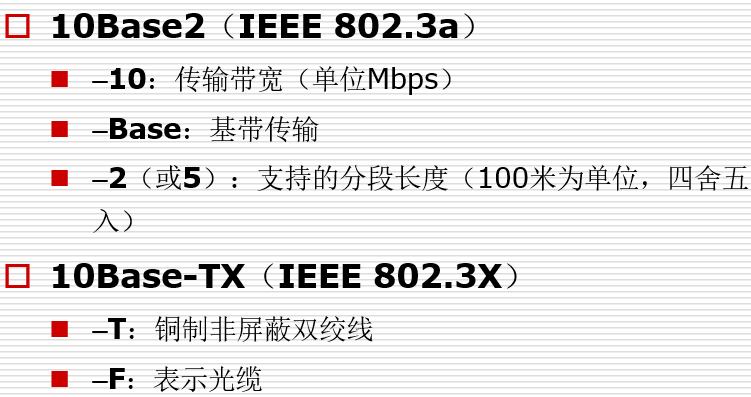 10Base2（IEEE 802.3a）
–10：传输带宽（单位Mbps）
–Base：基带传输
–2（或5）：支持的分段长度（100米为单位，四舍五
入）
10Base-TX（IEEE 802.3X）
–T：铜制非屏蔽双绞线
–F：表示光缆